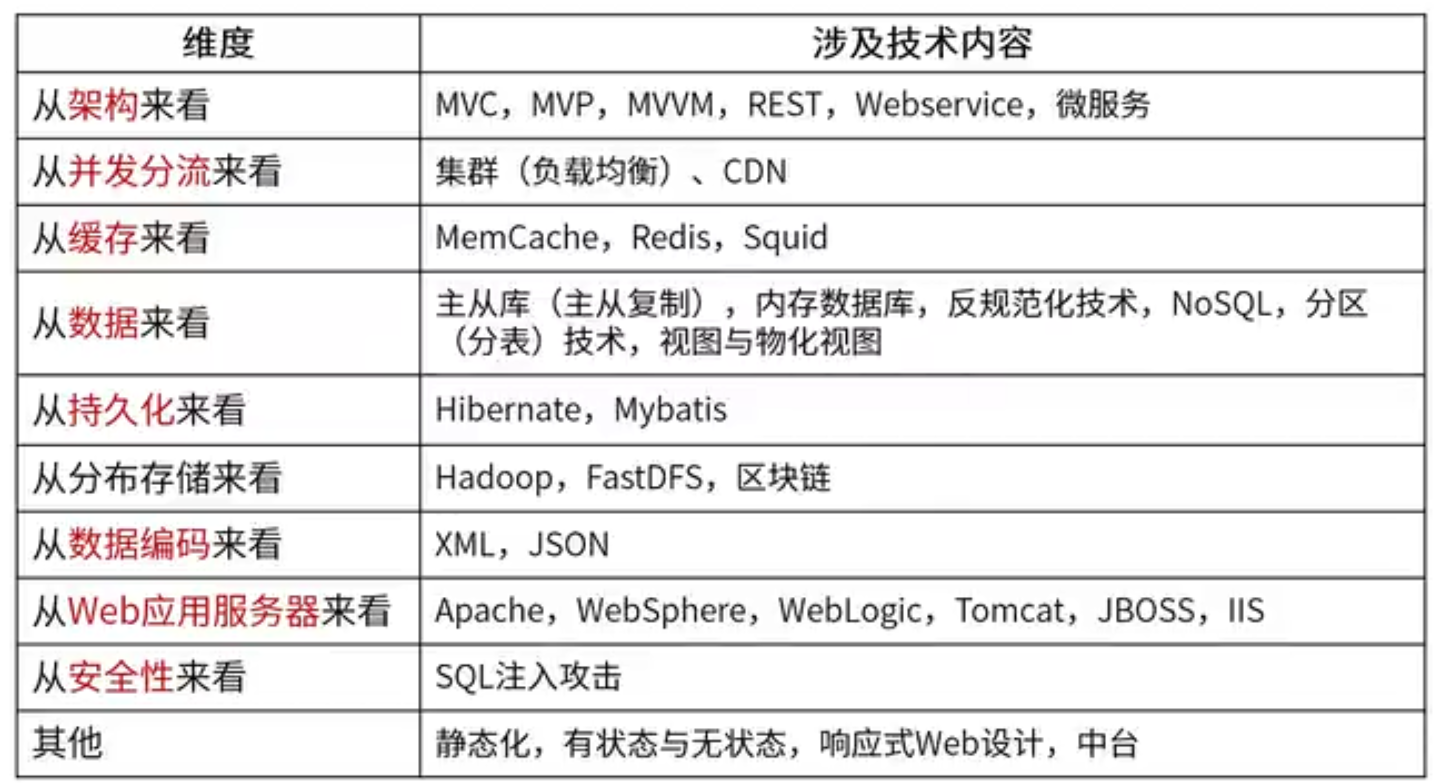 维度
涉及技术内容
从架构来看
MVC，MVP，MVVM，REST，Webservice，微服务
从并发分流来看
集群（负载均衡）、CDN
从缓存来看
MemCache，Redis，Squid
从数据来看
主从库（主从复制），内存数据库，反规范化技术，NoSQL，分区
（分表）技术，视图与物化视图
从持久化来看
Hibernate，Mybatis
从分布存储来看
Hadoop，FastDFS，区块链
从数据编码来看
XML，JSON
从Web应用服务器来看
Apache，WebSphere，WebLogic，Tomcat，JBOSS，IIS
从安全性来看
SQL注入攻击
其他
静态化，有状态与无状态，响应式Web设计，中台